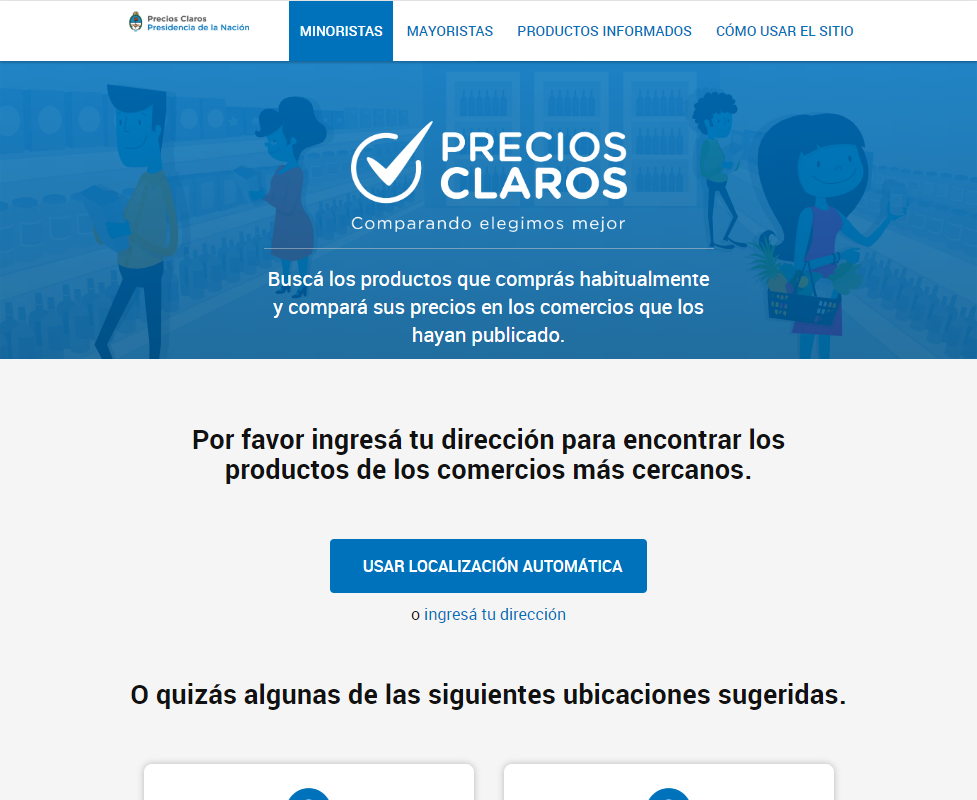 Precios Claros
Presidencia de la Nación
MINORISTAS
MAYORISTAS
PRODUCTOS INFORMADOS
CÓMO USAR EL SITIO
PRECIOS
CLAROS
Comparando elegimos mejor
Buscá los productos que comprás habitualmente
y compará sus precios en los comercios que los
hayan publicado.
Por favor ingresá tu dirección para encontrar los
productos de los comercios más cercanos.
USAR LOCALIZACIÓN AUTOMÁTICA
o ingresá tu dirección
O quizás algunas de las siguientes ubicaciones sugeridas.